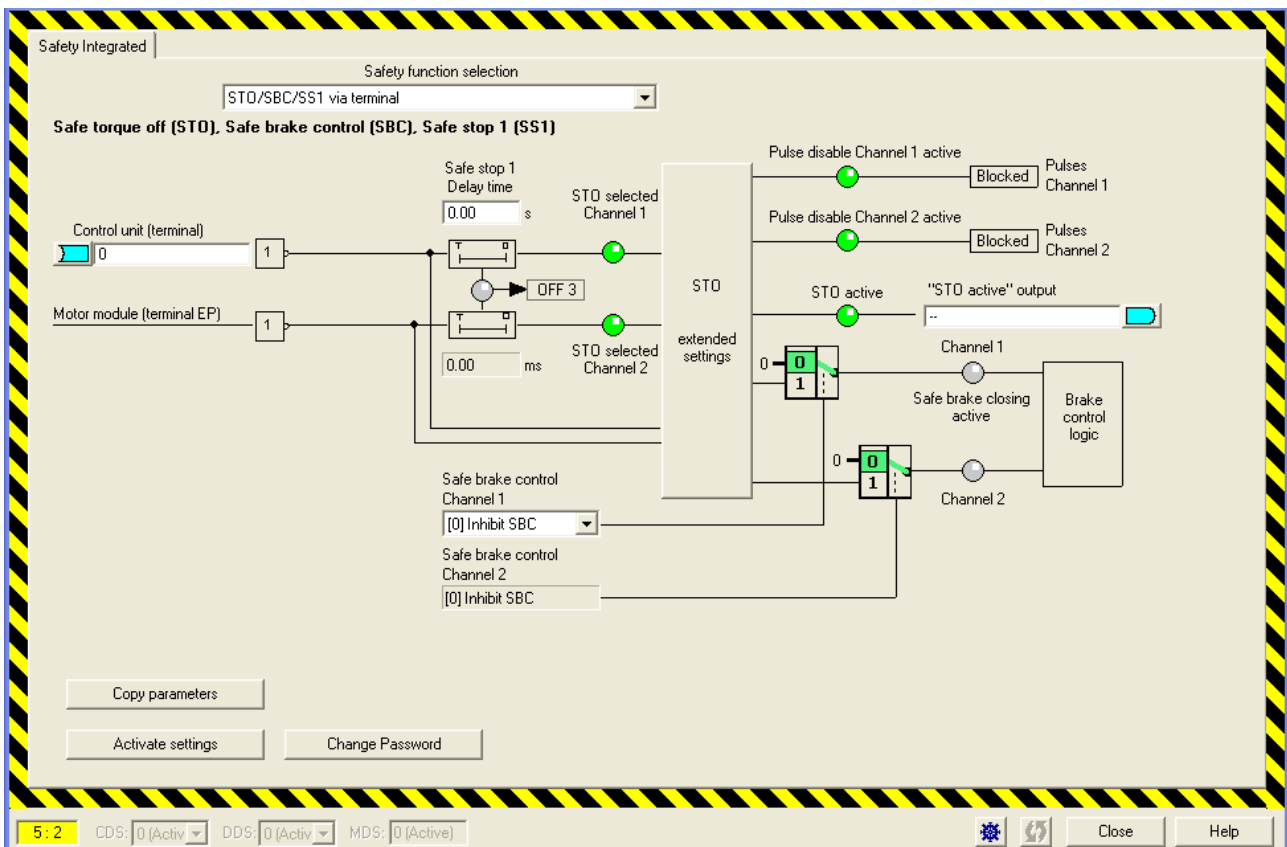 Safety Integrated
Safety function selection
STO/SBC/SS1 via terminal
Safe torque off (STO), Safe brake control (SBC), Safe stop 1 (SS1)
Safe stop 1
Delay time
0.00 s
STO selected
Channel 1
Pulse disable Channel 1 active
Blocked
Pulses
Channel 1
Pulse disable Channel 2 active
Blocked
Pulses
Channel 2
Control unit (terminal)
0
1
OFF 3
STO
extended
settings
STO active
"STO active" output
--
Motor module (terminal EP)
1
0.00 ms
STO selected
Channel 2
0
0
1
Channel 1
Safe brake closing
active
Brake
control
logic
0
0
1
Channel 2
Safe brake control
Channel 1
[0] Inhibit SBC
Safe brake control
Channel 2
[0] Inhibit SBC
Copy parameters
Activate settings
Change Password
5:2
CDS: 0 (Activ
DDS: 0 (Activ
MDS: 0 (Active)
Close
Help